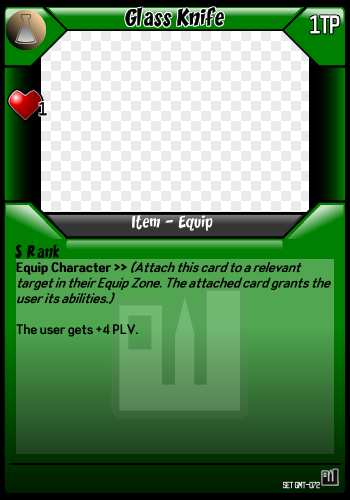 Glass Knife
1TP
1
Item - Equip
S Rank
Equip Character >> (Attach this card to a relevant
target in their Equip Zone. The attached card grants the
user its abilities.)
The user gets +4 PLV.
SET GMT-072